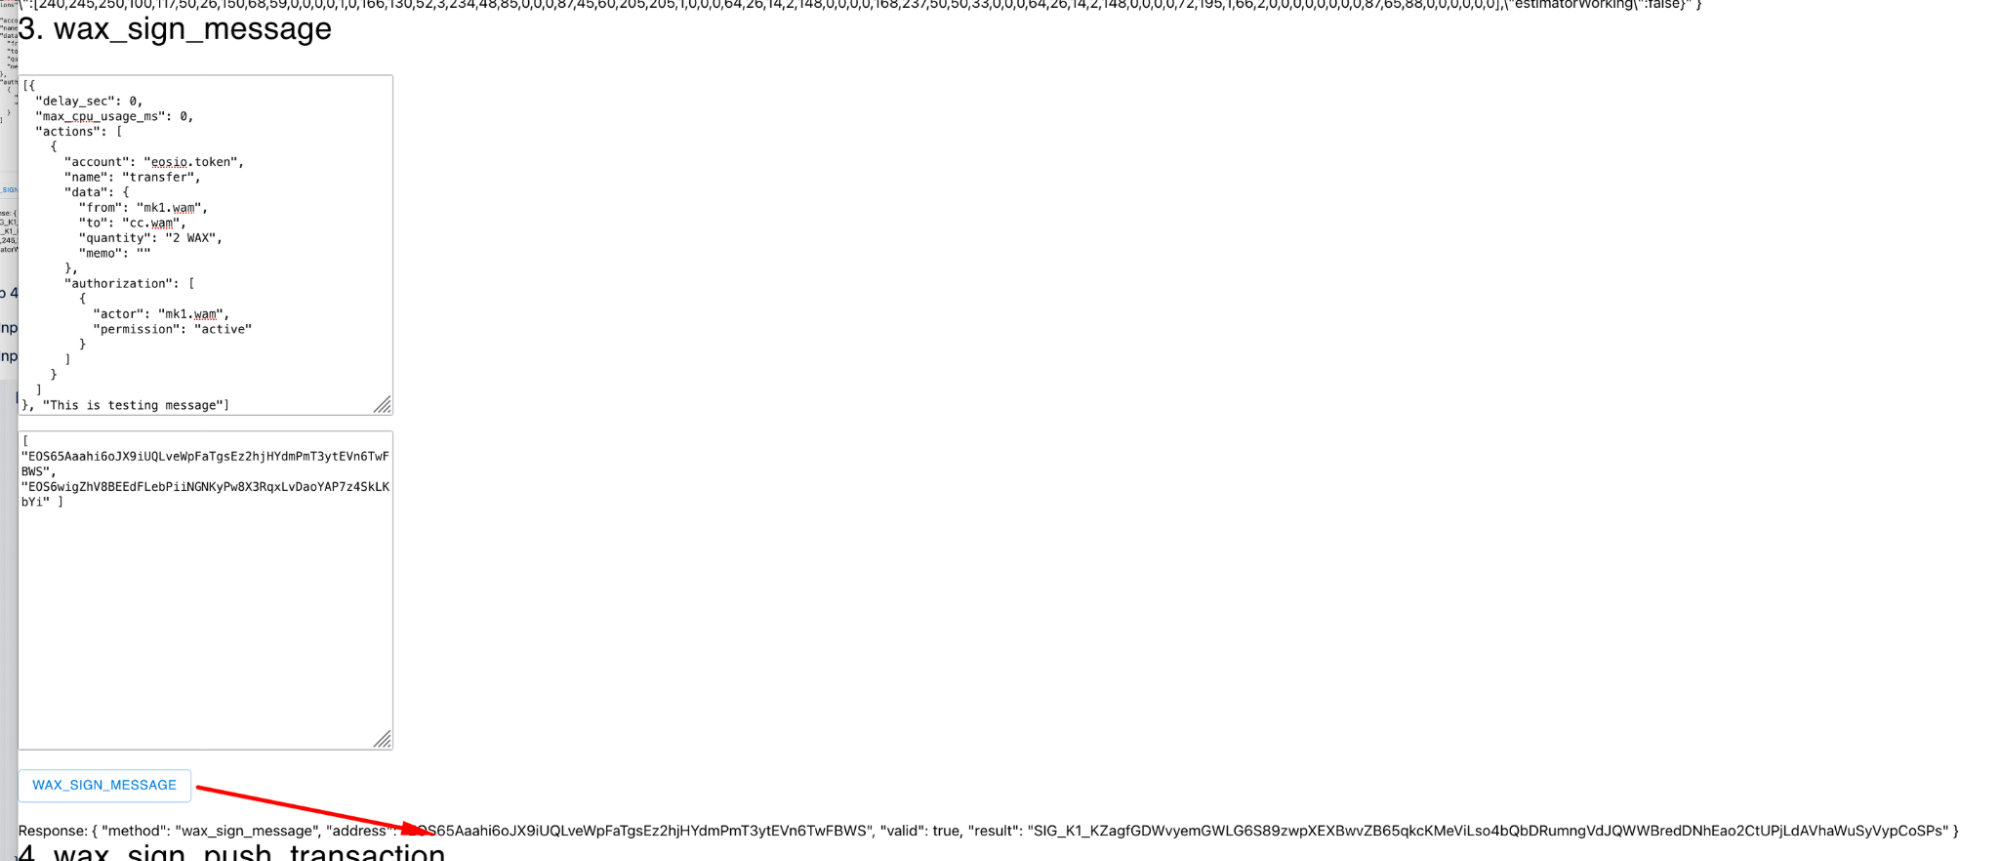 \":[240,245,250,100,117,50,26,150,68,59,0,0,0,0,1,0,166,130,52,3,234,48,85,0,0,0,87,45,60,205,205,1,0,0,0,64,26,14,2,148,0,0,0,0,168,237,50,50,33,0,0,0,64,26,14,2,148,0,0,0,0,72,195,1,66,2,0,0,0,0,0,0,0,0,87,65,88,0,0,0,0,0,0],\"estimatorWorking\":false}" }
3. wax_sign_message
[{
"delay_sec": 0,
"max_cpu_usage_ms": 0,
"actions": [
{
"account": "eosio.token",
"name": "transfer",
"data": {
"from": "mk1.wam",
"to": "cc.wam",
"quantity": "2 WAX",
"memo": ""
},
"authorization": [
{
"actor": "mk1.wam",
"permission": "active"
}
]
}
]
}, "This is testing message"]
[
"EOS65Aaahi6oJX9iUQLveWpFaTgsEz2hjHYdmPmT3ytEVn6TwF
BWS",
"EOS6wigZhV8BEEdFLebPiiNGNKyPw8X3RqxLvDaoYAP7z4SkLK
bYi" ]
WAX_SIGN_MESSAGE
Response: { "method": "wax_sign_message", "address": "EOS65Aaahi6oJX9iUQLveWpFaTgsEz2hjHYdmPmT3ytEVn6TwFBWS", "valid": true, "result": "SIG_K1_KZagfGDWvyemGWLG6S89zwpXEXBwvZB65qkcKMeViLso4bQbDRumngVdJQWWBredDNhEao2CtUPjLdAVhaWuSyVypCoSPs" }
4. wax_sign_push_transaction